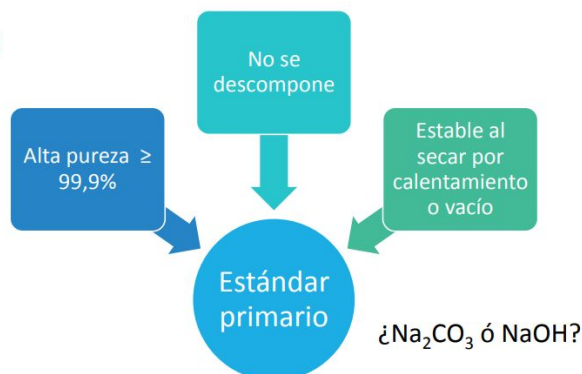 No se
descompone
Alta pureza ≥
99,9%
Estable al
secar por
calentamiento
o vacío
Estándar
primario
¿Na₂CO₃ ó NaOH?